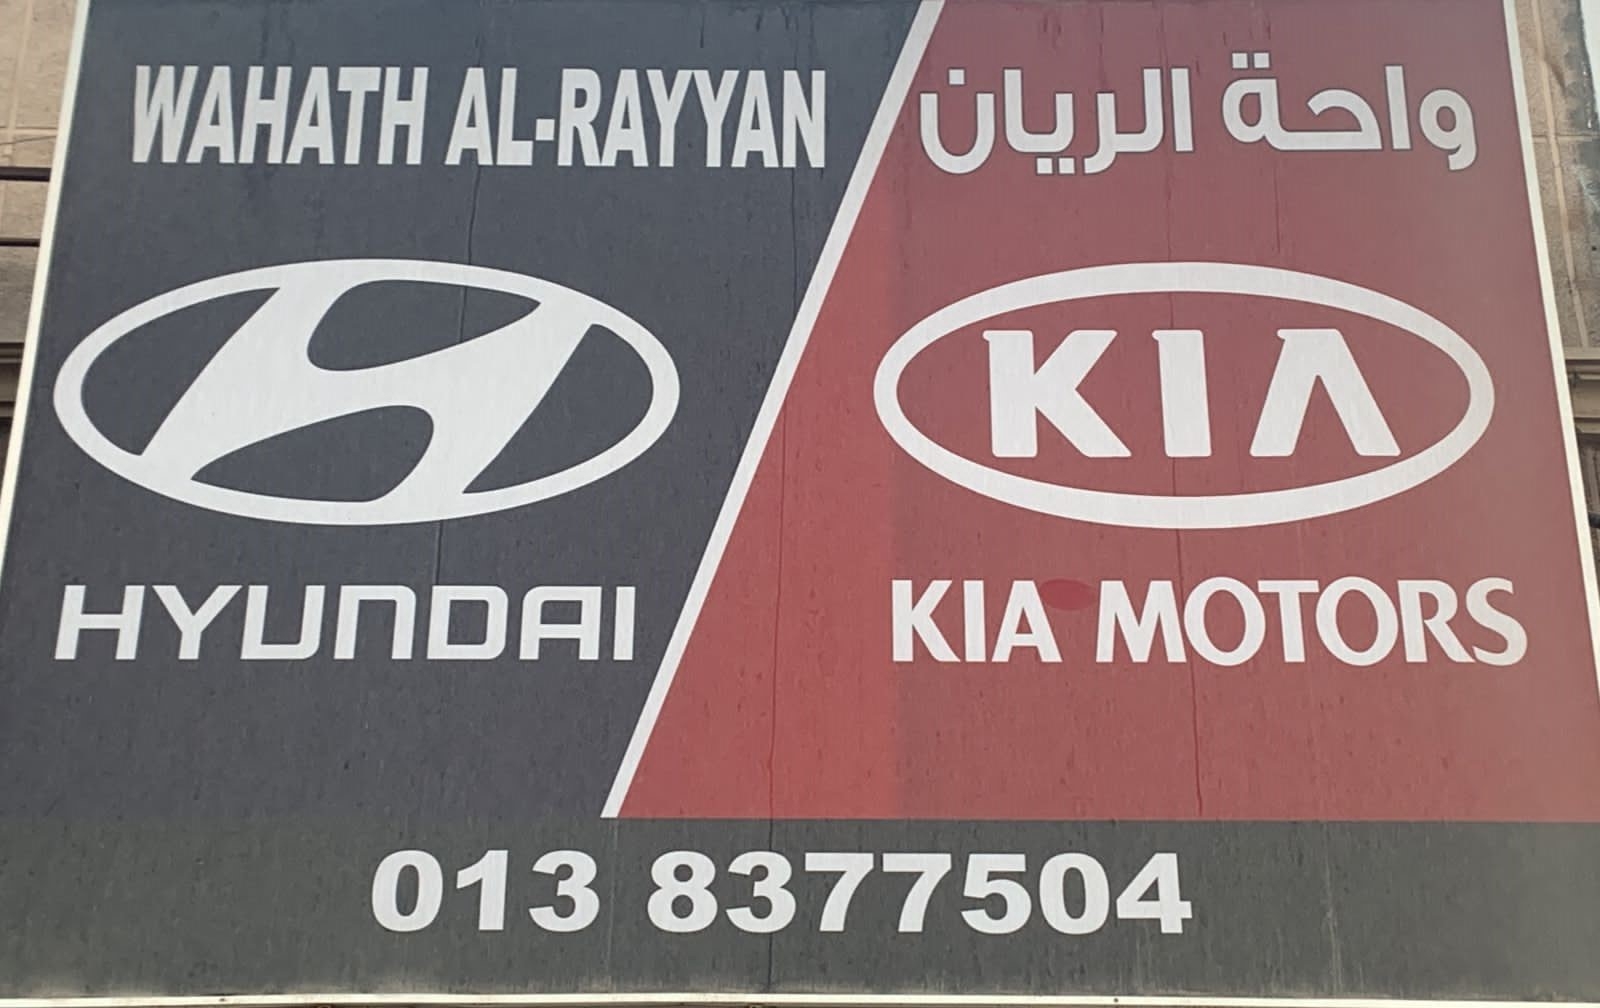 WAHATH AL-RAYYAN
واحة الريان
KIA
HYUNDAI
KIA MOTORS
013 8377504